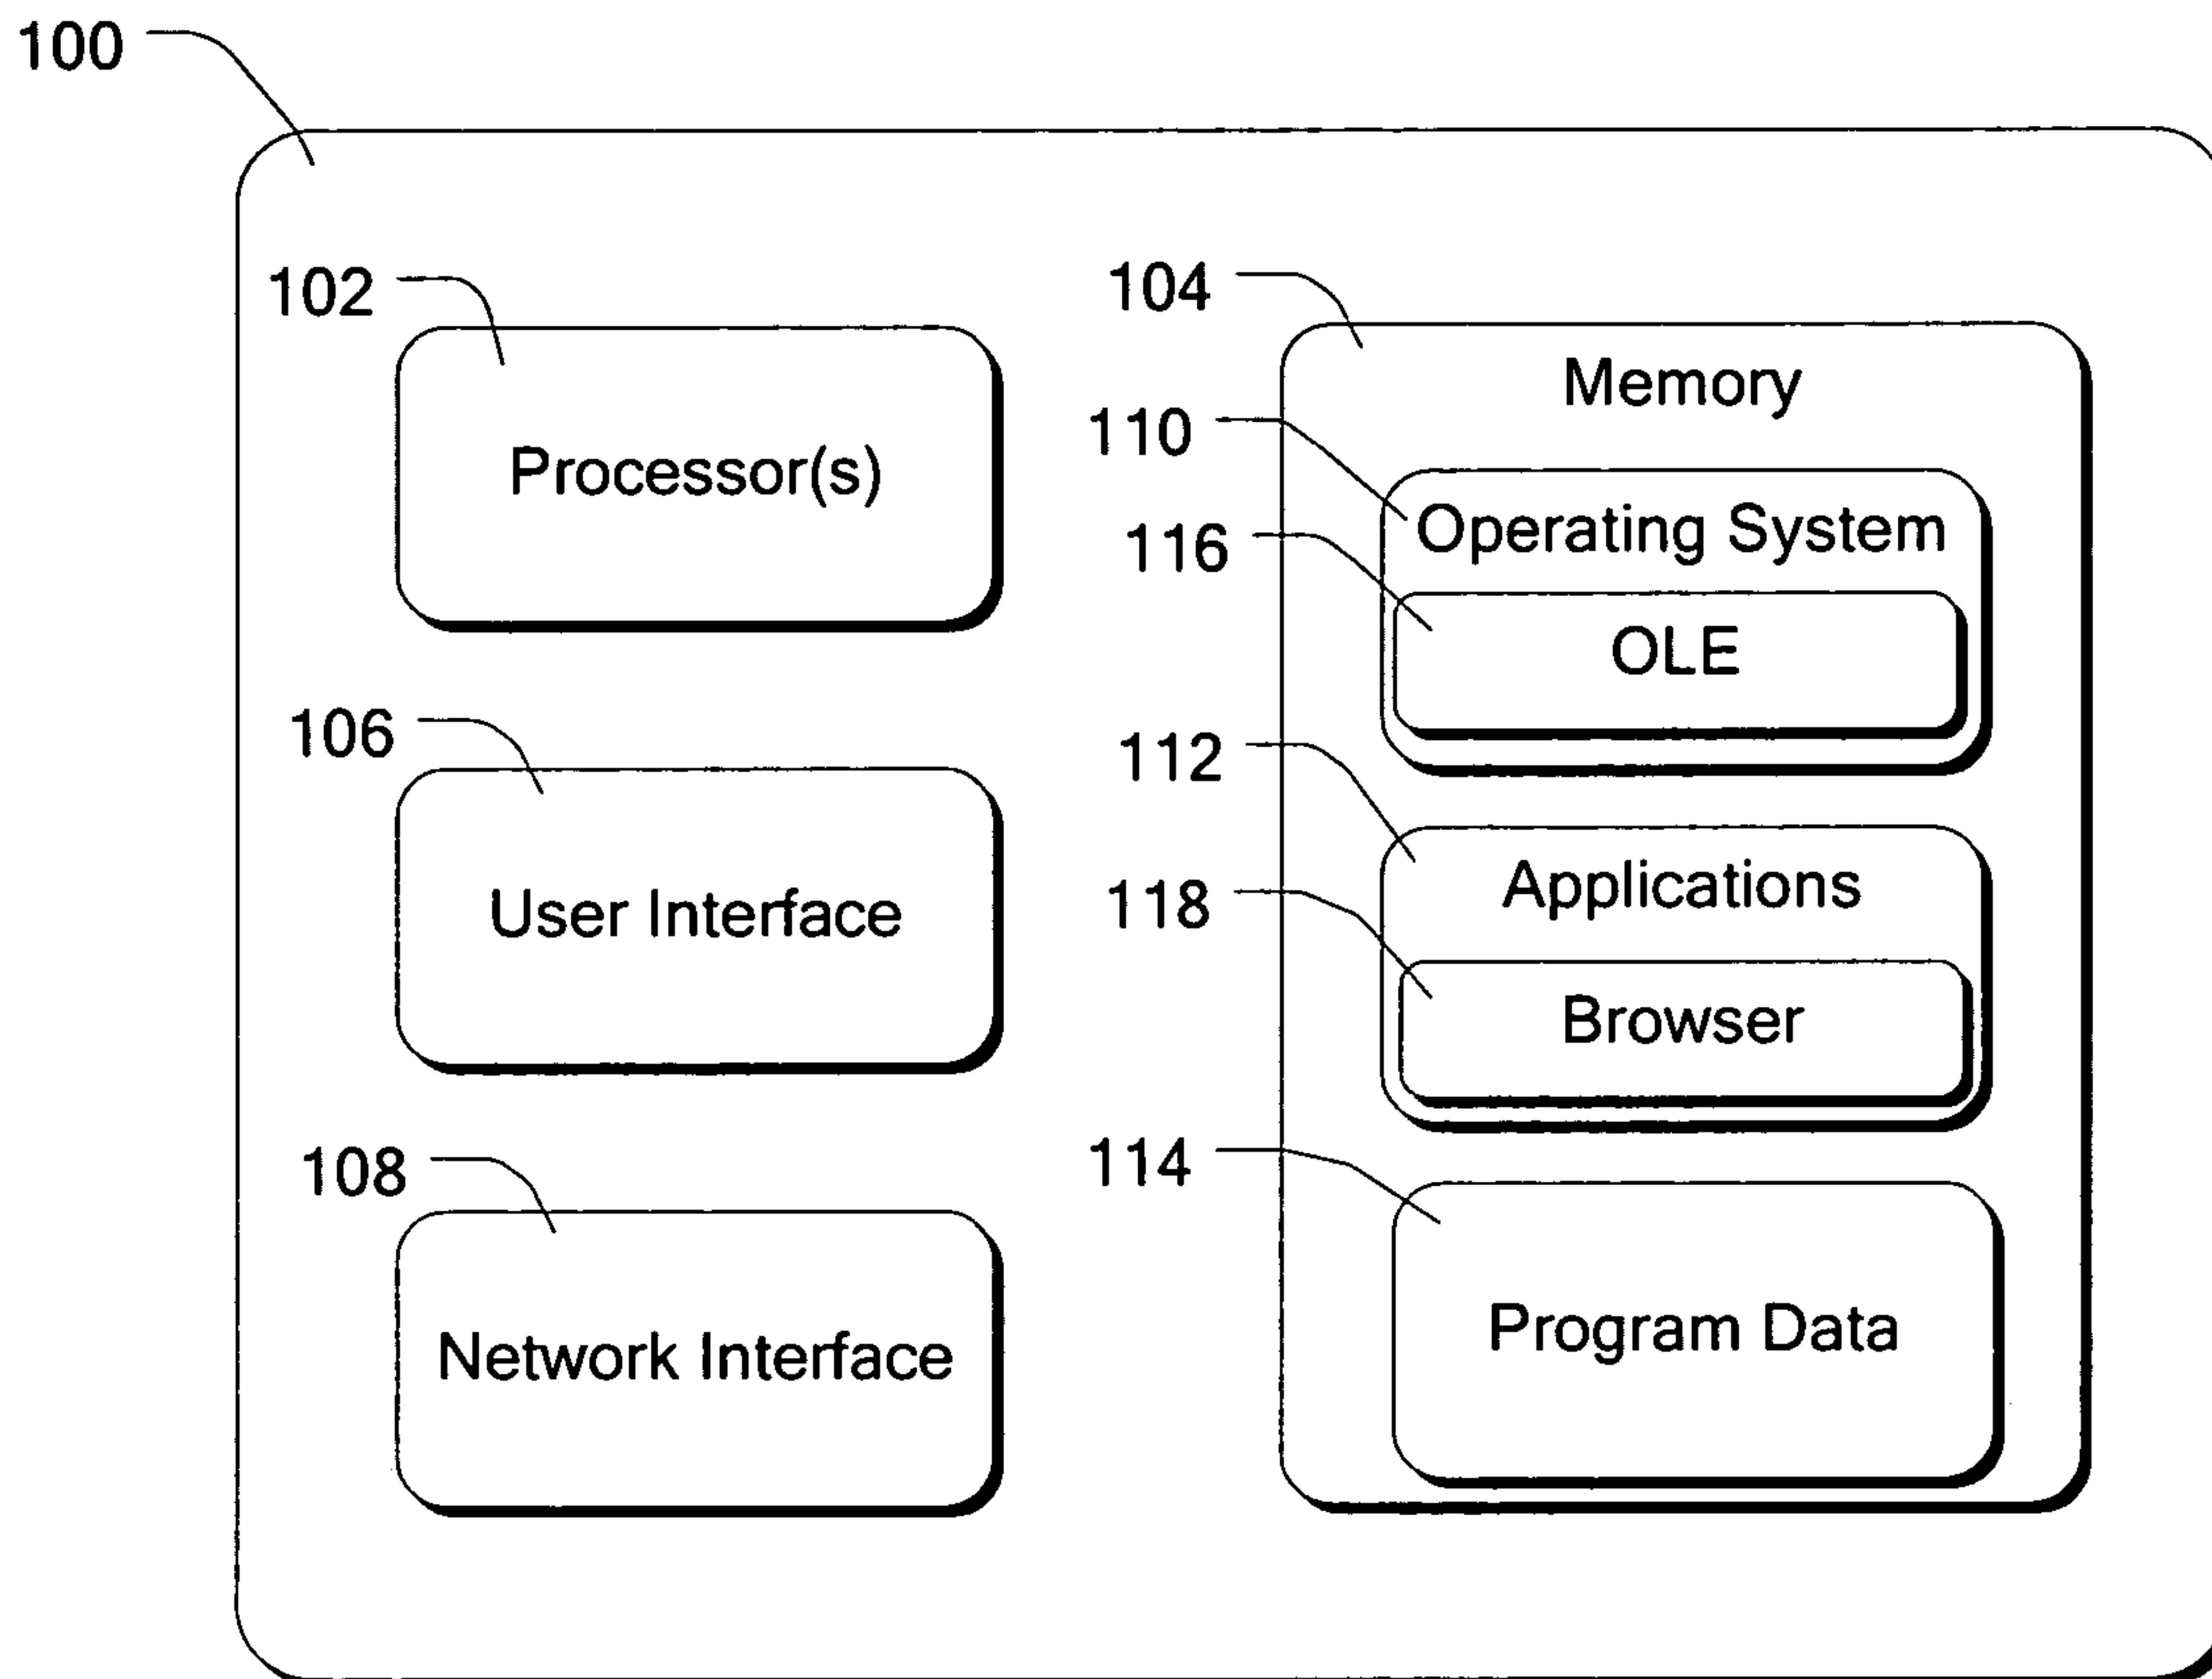 100
102
Processor(s)
106
User Interface
108
Network Interface
104
Memory
110
Operating System
116
OLE
112
Applications
118
Browser
114
Program Data